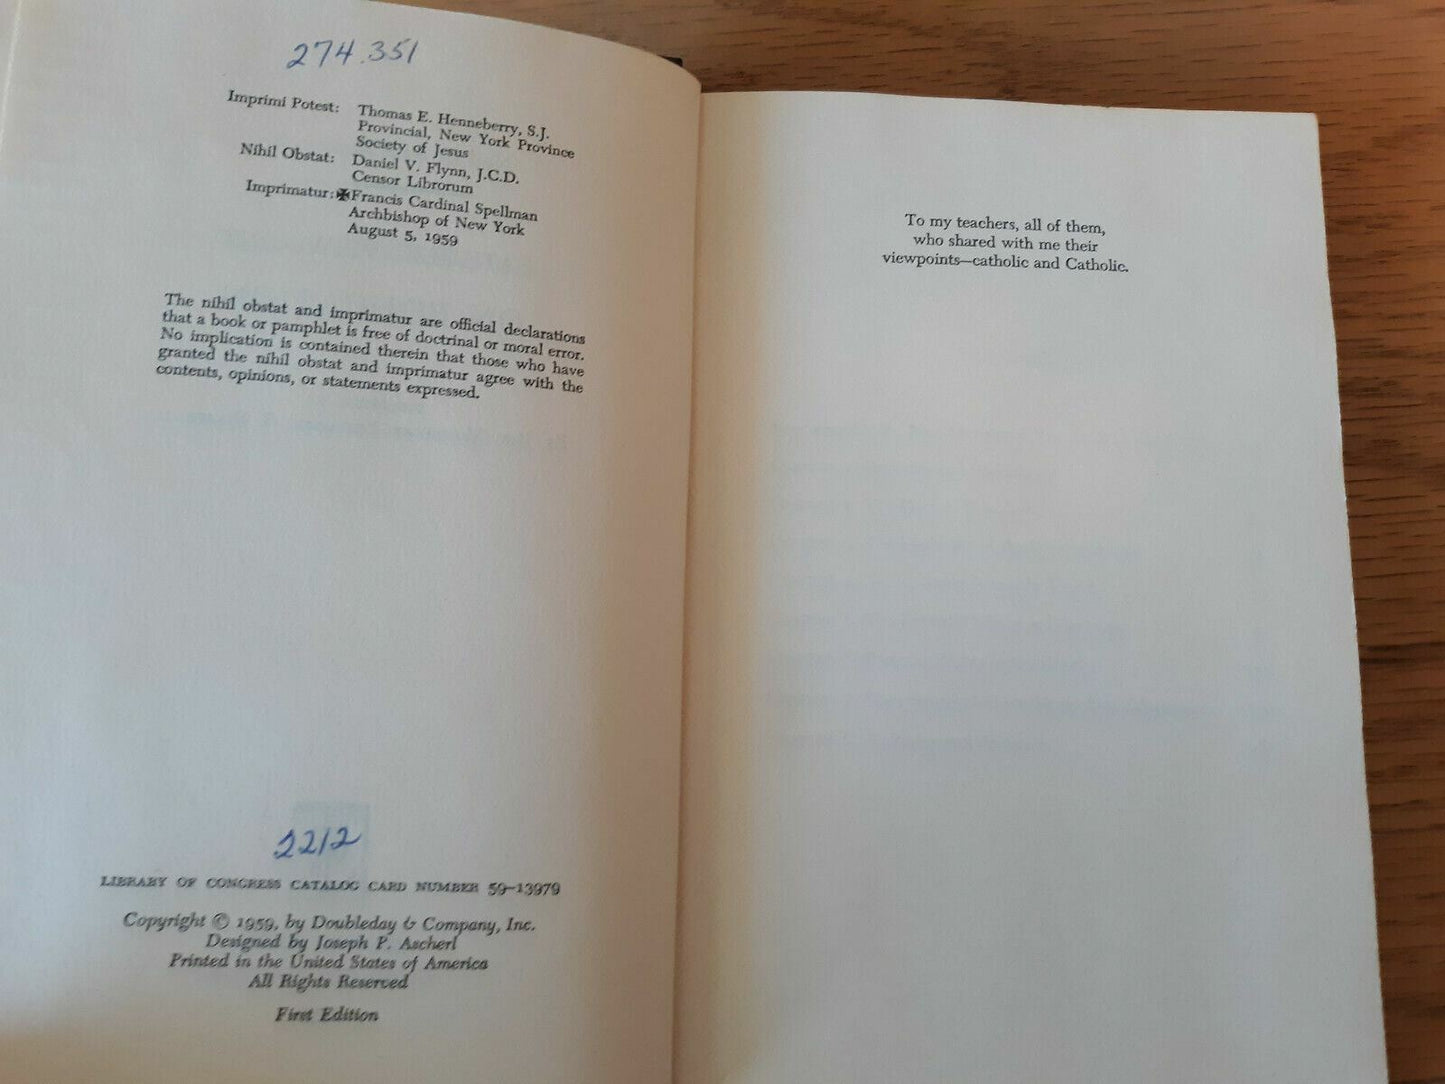 274.351
Imprimi Potest: Thomas E. Henneberry, S.J.
Provincial, New York Province
Society of Jesus
Nihil Obstat: Daniel V. Flynn, J.C.D.
Censor Librorum
Imprimatur: ✠Francis Cardinal Spellman
Archbishop of New York
August 5, 1959
The nihil obstat and imprimatur are official declarations
that a book or pamphlet is free of doctrinal or moral error.
No implication is contained therein that those who have
granted the nihil obstat and imprimatur agree with the
contents, opinions, or statements expressed.
2212
LIBRARY OF CONGRESS CATALOG CARD NUMBER 59–13979
Copyright © 1959, by Doubleday & Company, Inc.
Designed by Joseph P. Ascherl
Printed in the United States of America
All Rights Reserved
First Edition
To my teachers, all of them,
who shared with me their
viewpoints—catholic and Catholic.